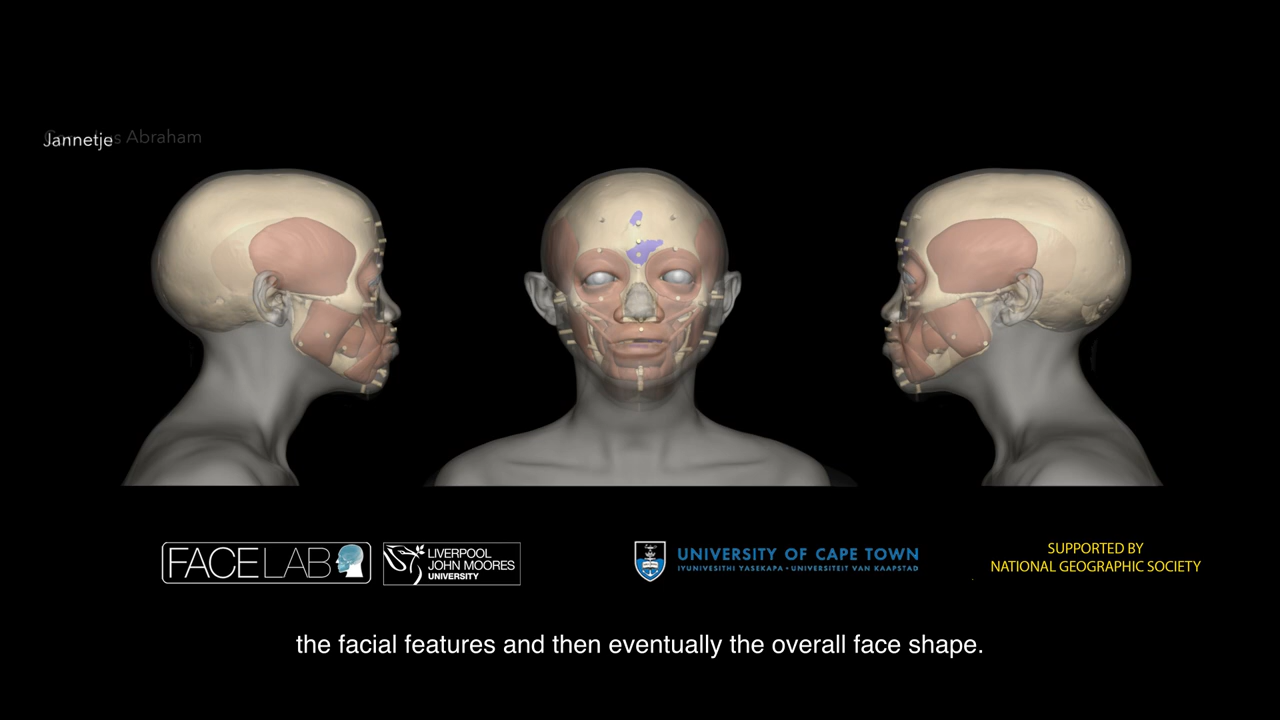 Jannetje
s Abraham
FACELAB
LIVERPOOL
JOHN MOORES
UNIVERSITY
UNIVERSITY OF CAPE TOWN
IYUNIVESITHI YASEKAPA • UNIVERSITEIT VAN KAAPSTAD
SUPPORTED BY
NATIONAL GEOGRAPHIC SOCIETY
the facial features and then eventually the overall face shape.